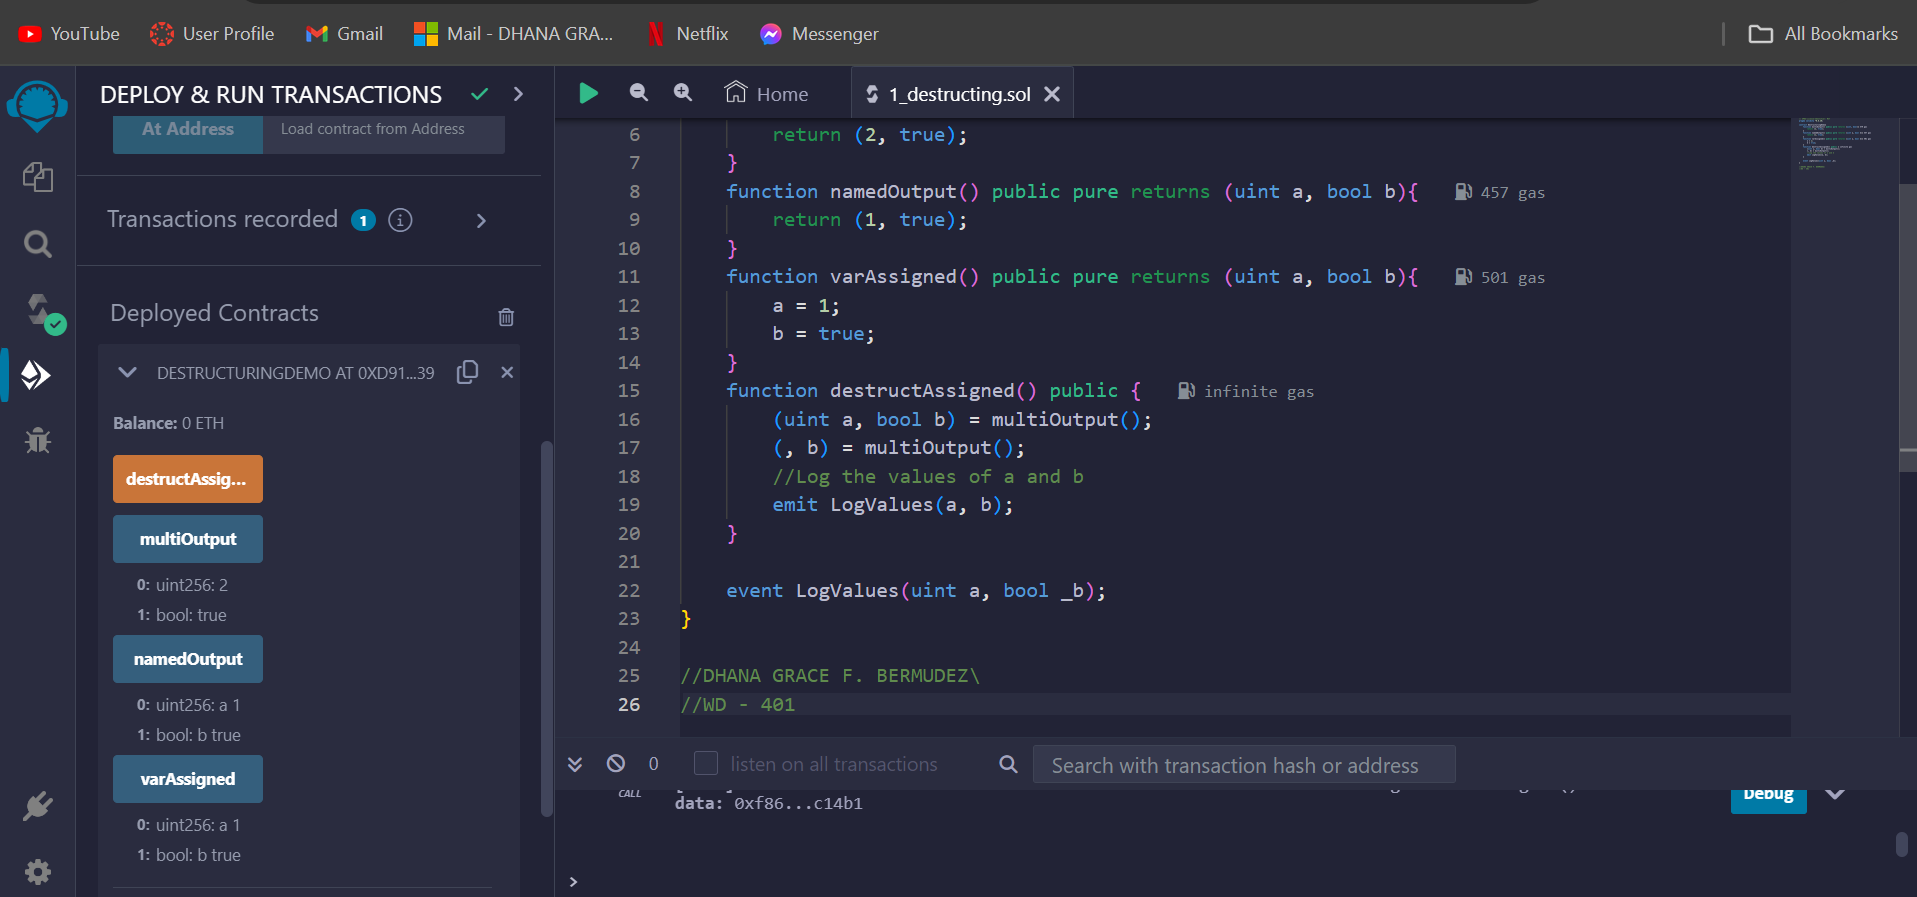 YouTube
User Profile
Gmail
Mail - DHANA GRA...
Netflix
Messenger
All Bookmarks
DEPLOY & RUN TRANSACTIONS
At Address
Load contract from Address
Transactions recorded 1
Deployed Contracts
DESTRUCTURINGDEMO AT 0XD91...39
Balance: 0 ETH
destructAssig...
multiOutput
0: uint256: 2
1: bool: true
namedOutput
0: uint256: a 1
1: bool: b true
varAssigned
0: uint256: a 1
1: bool: b true
Home
1_destructing.sol
6 return (2, true);
7 }
8 function namedOutput() public pure returns (uint a, bool b){ 457 gas
9 return (1, true);
10 }
11 function varAssigned() public pure returns (uint a, bool b){ 501 gas
12 a = 1;
13 b = true;
14 }
15 function destructAssigned() public { infinite gas
16 (uint a, bool b) = multiOutput();
17 (, b) = multiOutput();
18 //Log the values of a and b
19 emit LogValues(a, b);
20 }
21
22 event LogValues(uint a, bool _b);
23 }
24
25 //DHANA GRACE F. BERMUDEZ\
26 //WD - 401
0
listen on all transactions
Search with transaction hash or address
CALL
data: 0xf86...c14b1
Debug
>